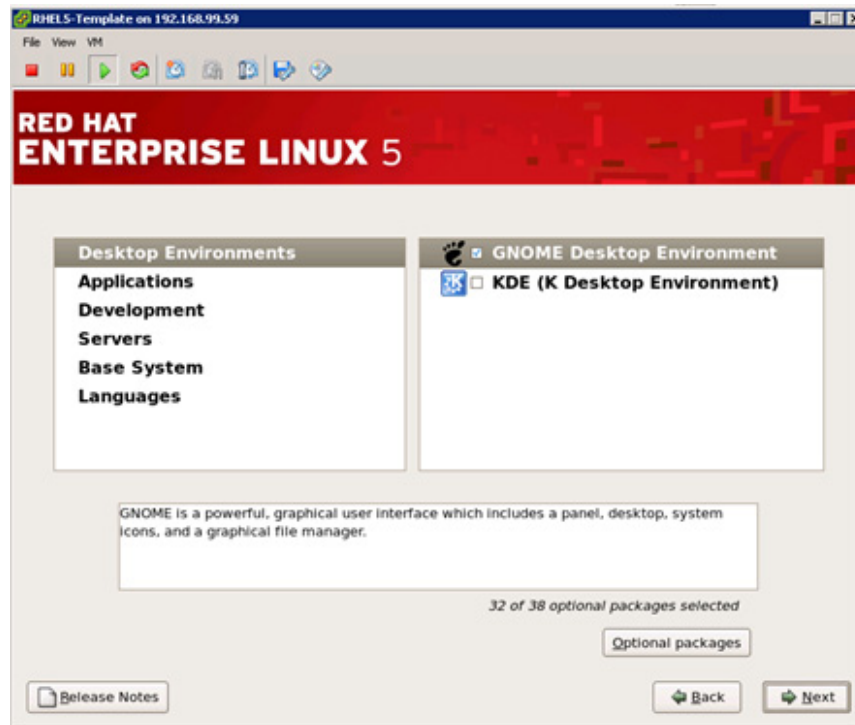 RHEL5-Template on 192.168.99.59
File View VM
RED HAT
ENTERPRISE LINUX 5
Desktop Environments
Applications
Development
Servers
Base System
Languages
GNOME Desktop Environment
KDE (K Desktop Environment)
GNOME is a powerful, graphical user interface which includes a panel, desktop, system
icons, and a graphical file manager.
32 of 38 optional packages selected
Optional packages
Release Notes
Back
Next